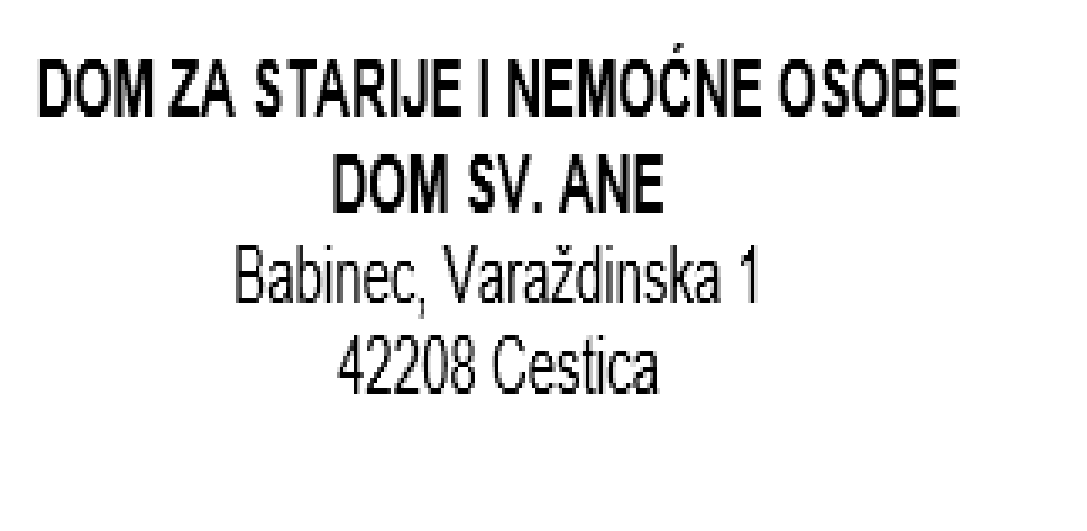 DOM ZA STARIJE I NEMOĆNE OSOBE
DOM SV. ANE
Babinec, Varaždinska 1
42208 Cestica